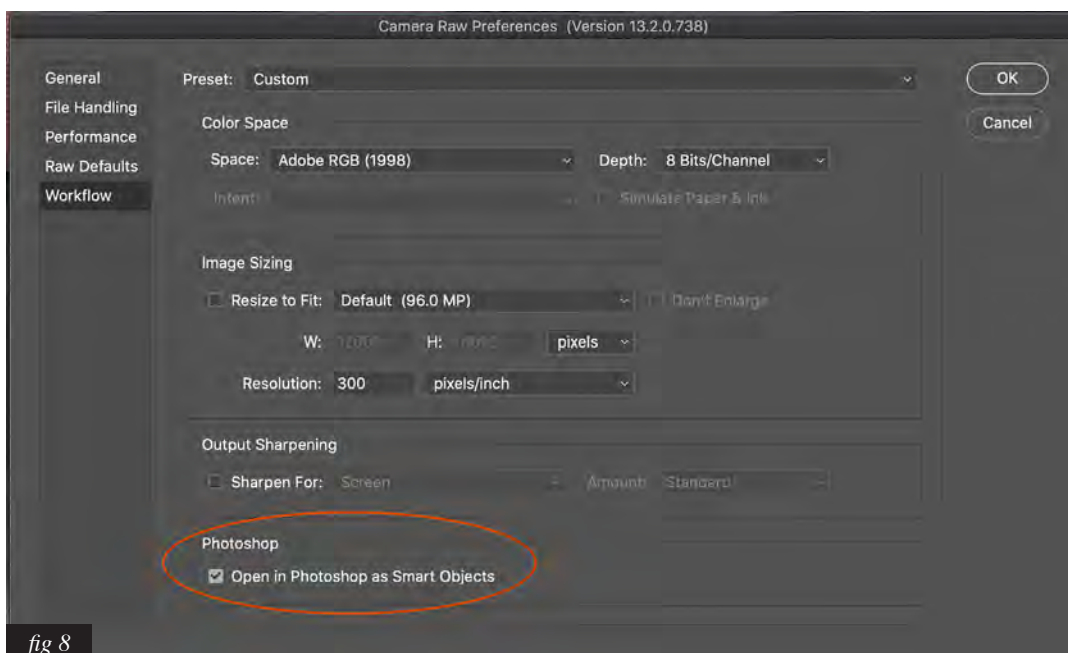 Camera Raw Preferences (Version 13.2.0.738)
General
File Handling
Performance
Raw Defaults
Workflow
Preset: Custom
OK
Cancel
Color Space
Space: Adobe RGB (1998) Depth: 8 Bits/Channel
Intent: Simulate Paper & Ink
Image Sizing
Resize to Fit: Default (96.0 MP) Don't Enlarge
W: H: pixels
Resolution: 300 pixels/inch
Output Sharpening
Sharpen For: Screen Amount: Standard
Photoshop
Open in Photoshop as Smart Objects
fig 8